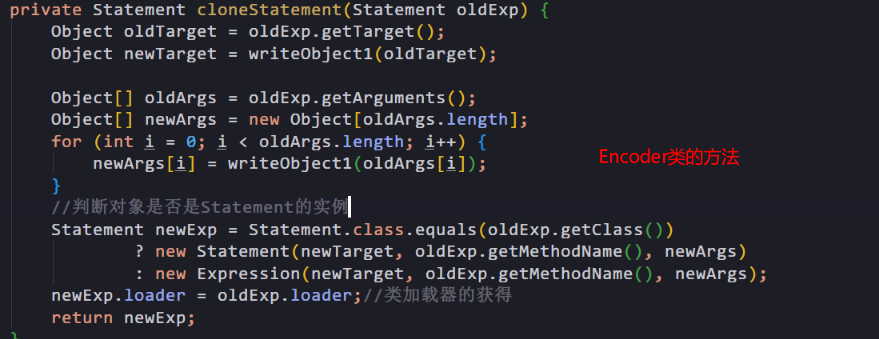 private Statement cloneStatement(Statement oldExp) {
Object oldTarget = oldExp.getTarget();
Object newTarget = writeObject1(oldTarget);
Object[] oldArgs = oldExp.getArguments();
Object[] newArgs = new Object[oldArgs.length];
for (int i = 0; i < oldArgs.length; i++) {
newArgs[i] = writeObject1(oldArgs[i]);
}
Encoder类的方法
//判断对象是否是Statement的实例
Statement newExp = Statement.class.equals(oldExp.getClass())
? new Statement(newTarget, oldExp.getMethodName(), newArgs)
: new Expression(newTarget, oldExp.getMethodName(), newArgs);
newExp.loader = oldExp.loader;//类加载器的获得
return newExp;
}